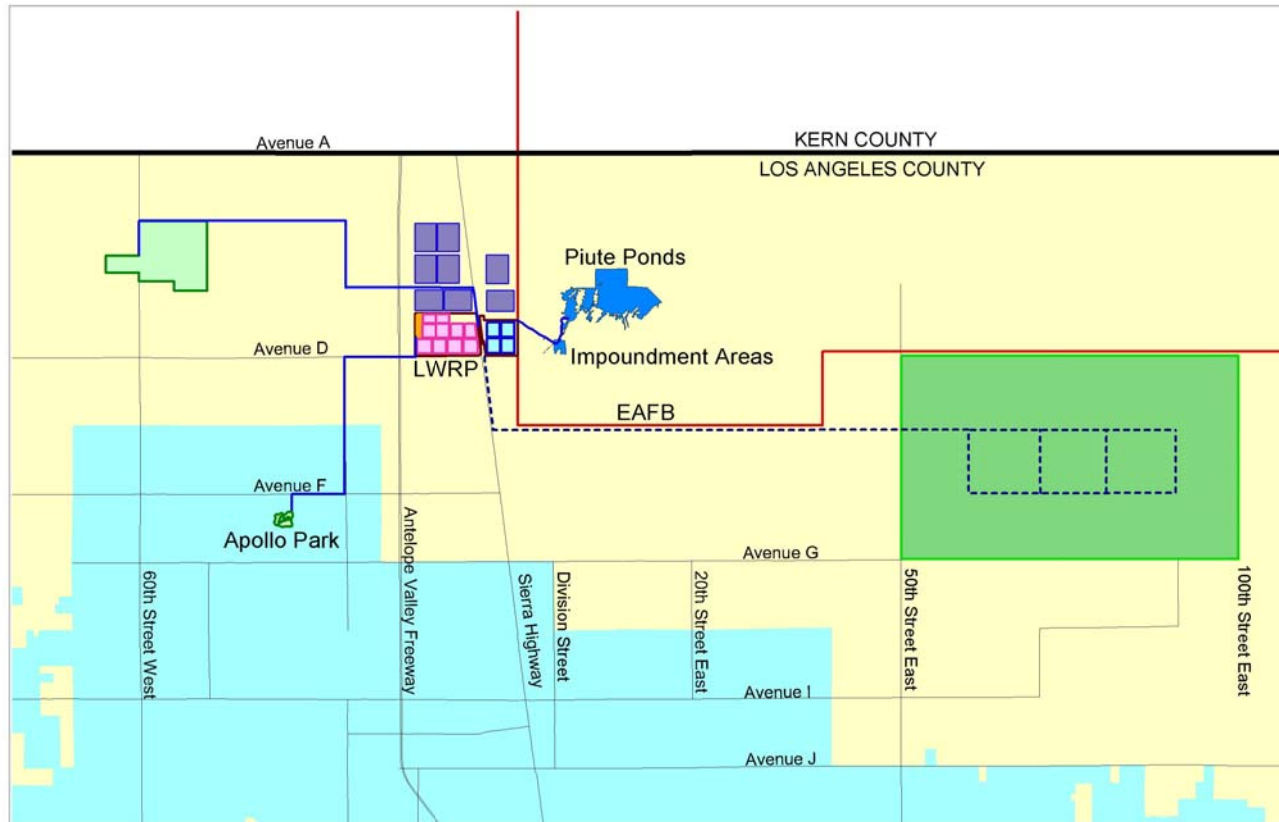 Avenue A
KERN COUNTY
LOS ANGELES COUNTY
Piute Ponds
Impoundment Areas
Avenue D
LWRP
EAFB
Avenue F
Apollo Park
Avenue G
60th Street West
Antelope Valley Freeway
Sierra Highway
Division Street
20th Street East
50th Street East
100th Street East
Avenue I
Avenue J